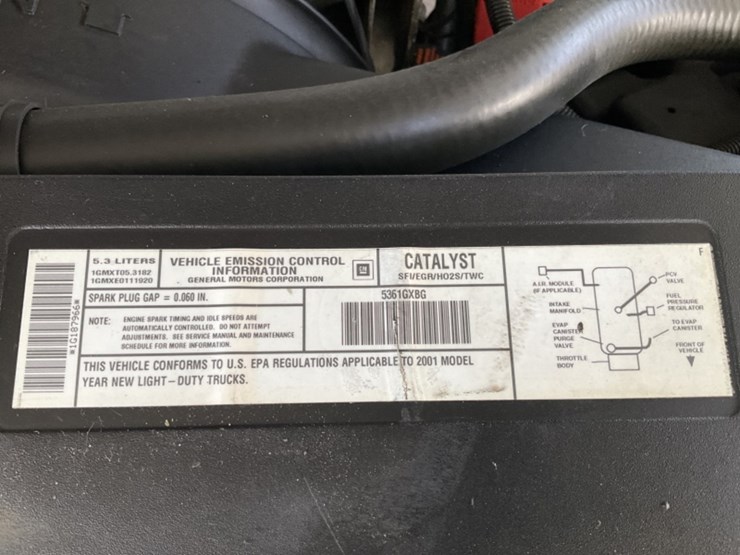 *1G187966*
5.3 LITERS
1GMXT05.3182
1GMXE0111920
VEHICLE EMISSION CONTROL
INFORMATION
GENERAL MOTORS CORPORATION
GM
CATALYST
SFI/EGR/HO2S/TWC
SPARK PLUG GAP = 0.060 IN.
5361GXBG
NOTE: ENGINE SPARK TIMING AND IDLE SPEEDS ARE
AUTOMATICALLY CONTROLLED. DO NOT ATTEMPT
ADJUSTMENTS. SEE SERVICE MANUAL AND MAINTENANCE
SCHEDULE FOR MORE INFORMATION.
THIS VEHICLE CONFORMS TO U.S. EPA REGULATIONS APPLICABLE TO 2001 MODEL
YEAR NEW LIGHT-DUTY TRUCKS.
F
A.I.R. MODULE
(IF APPLICABLE)
INTAKE
MANIFOLD
EVAP
CANISTER
PURGE
VALVE
THROTTLE
BODY
PCV
VALVE
FUEL
PRESSURE
REGULATOR
TO EVAP
CANISTER
FRONT OF
VEHICLE